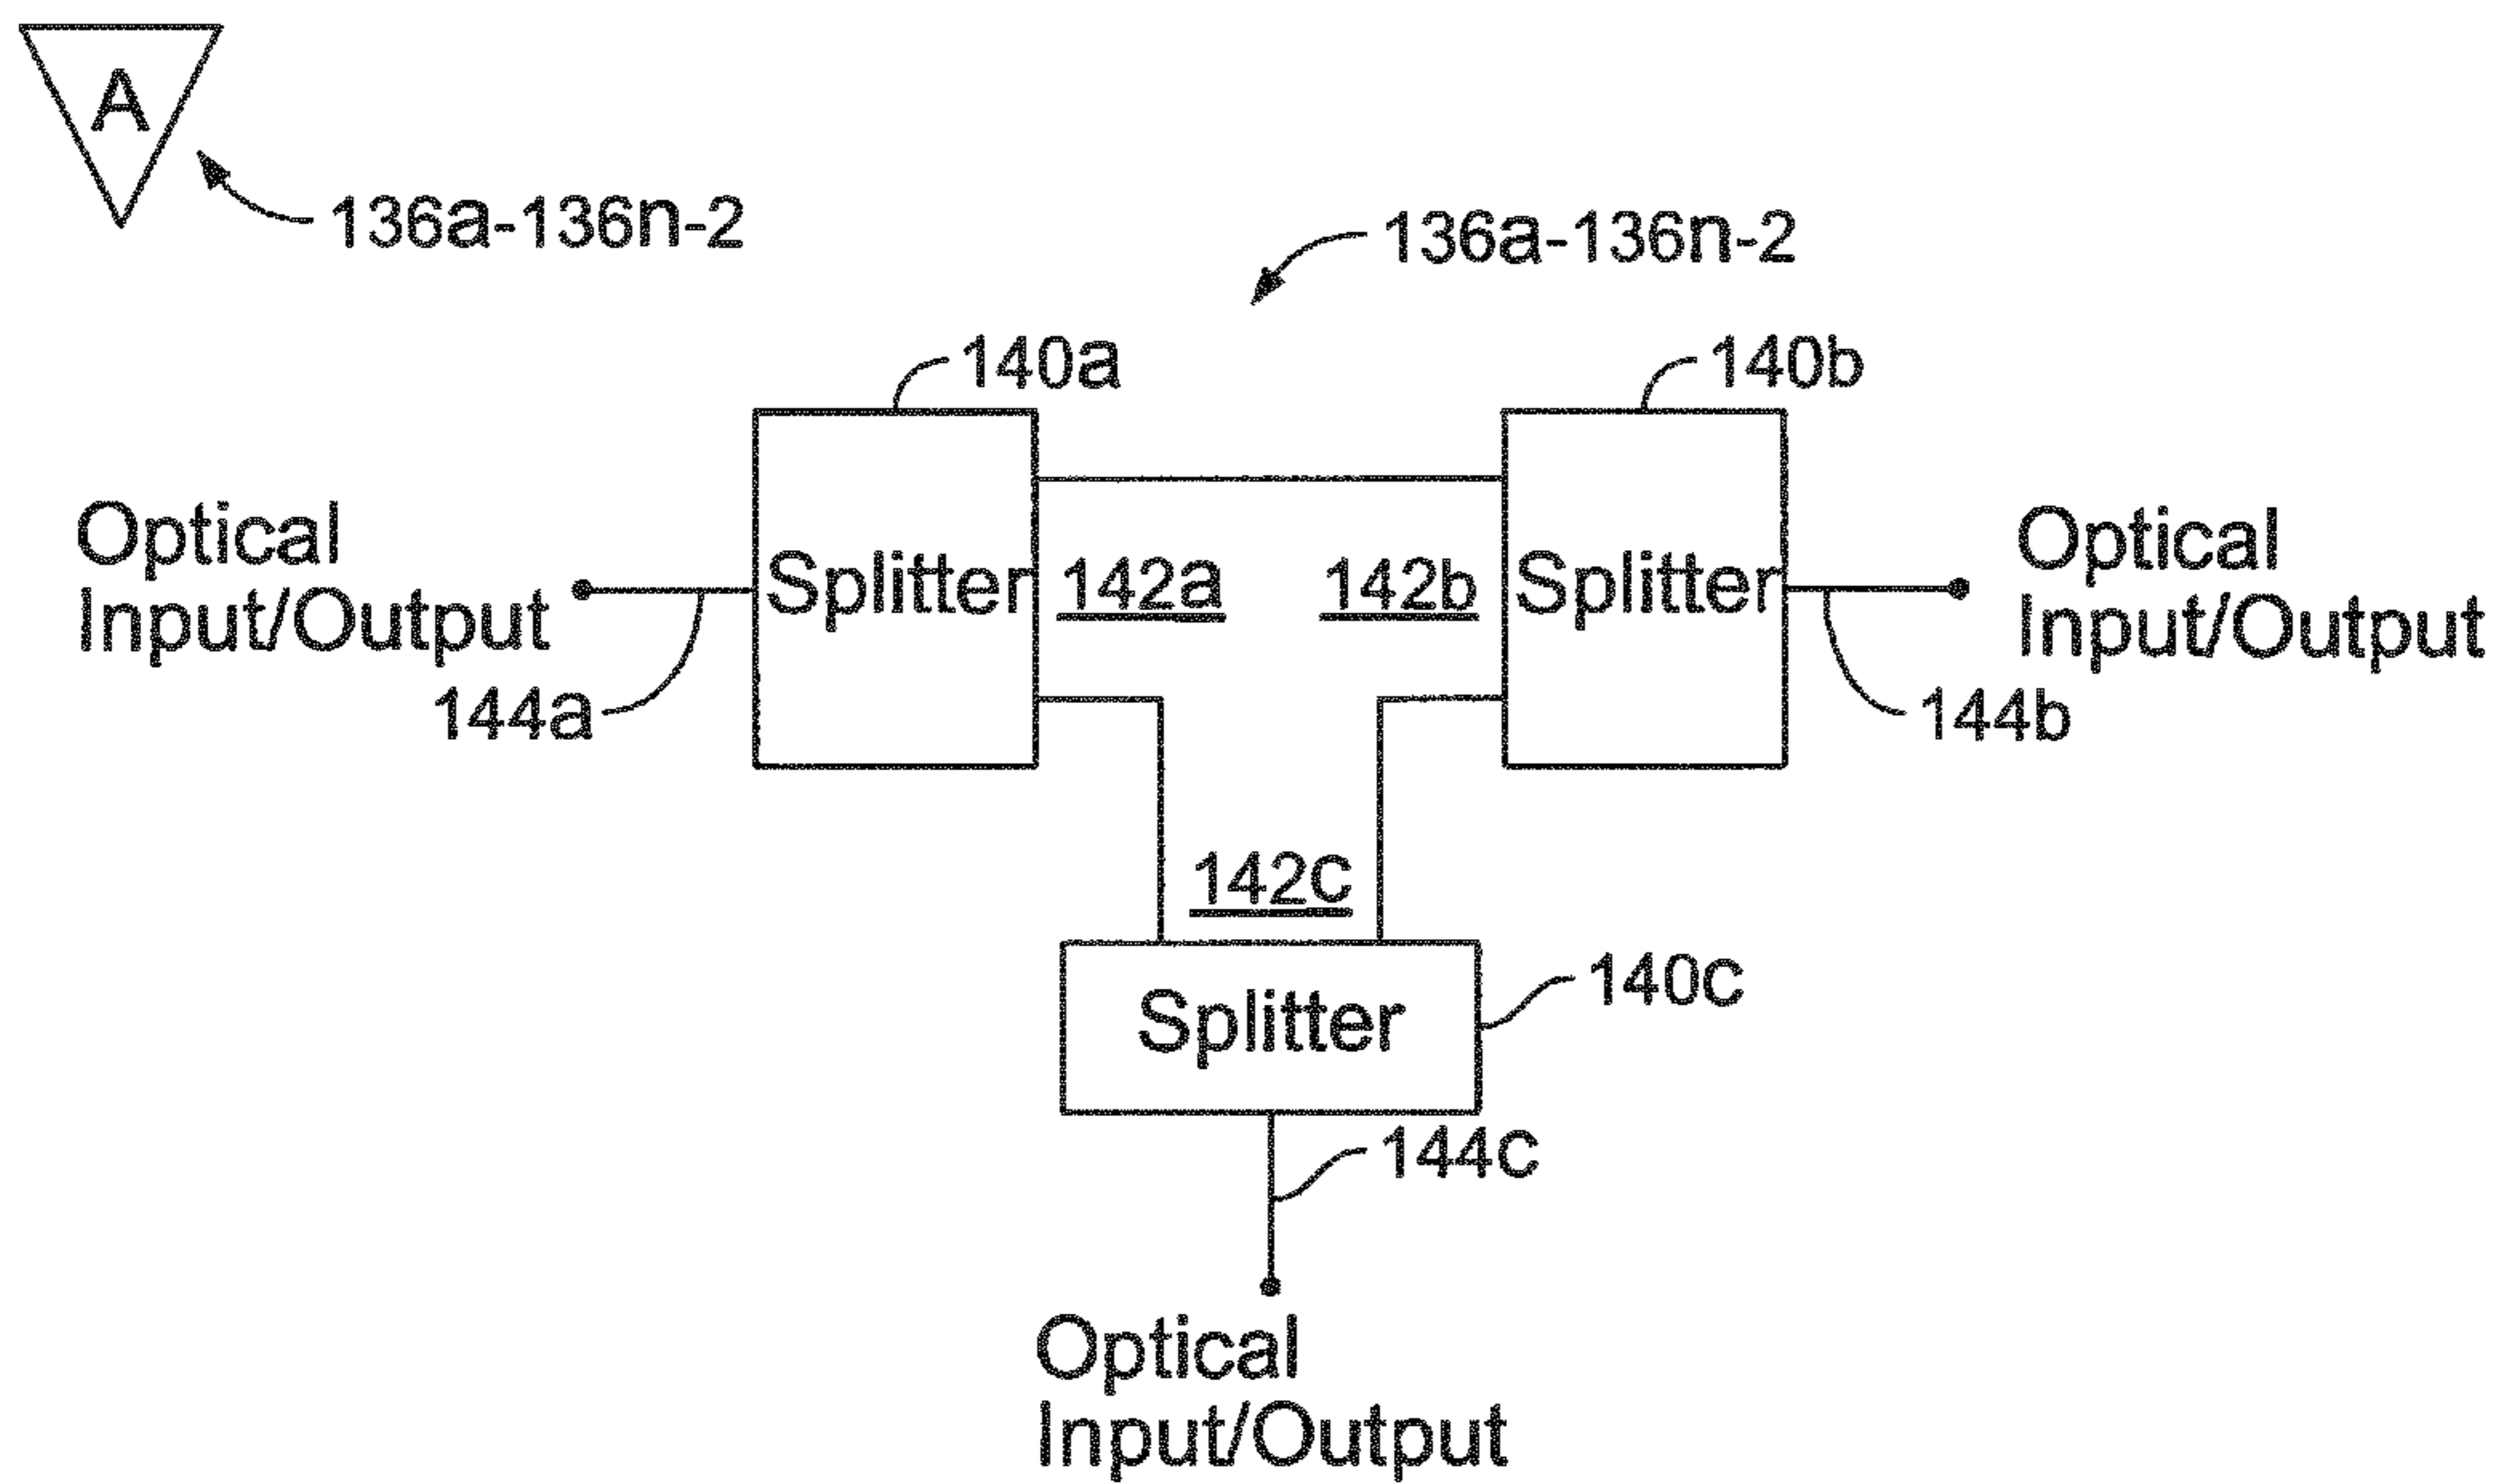 A
136a-136n-2
136a-136n-2
140a
140b
Optical
Input/Output
Splitter
142a
142b
Splitter
Optical
Input/Output
144a
144b
142c
Splitter
140c
144c
Optical
Input/Output